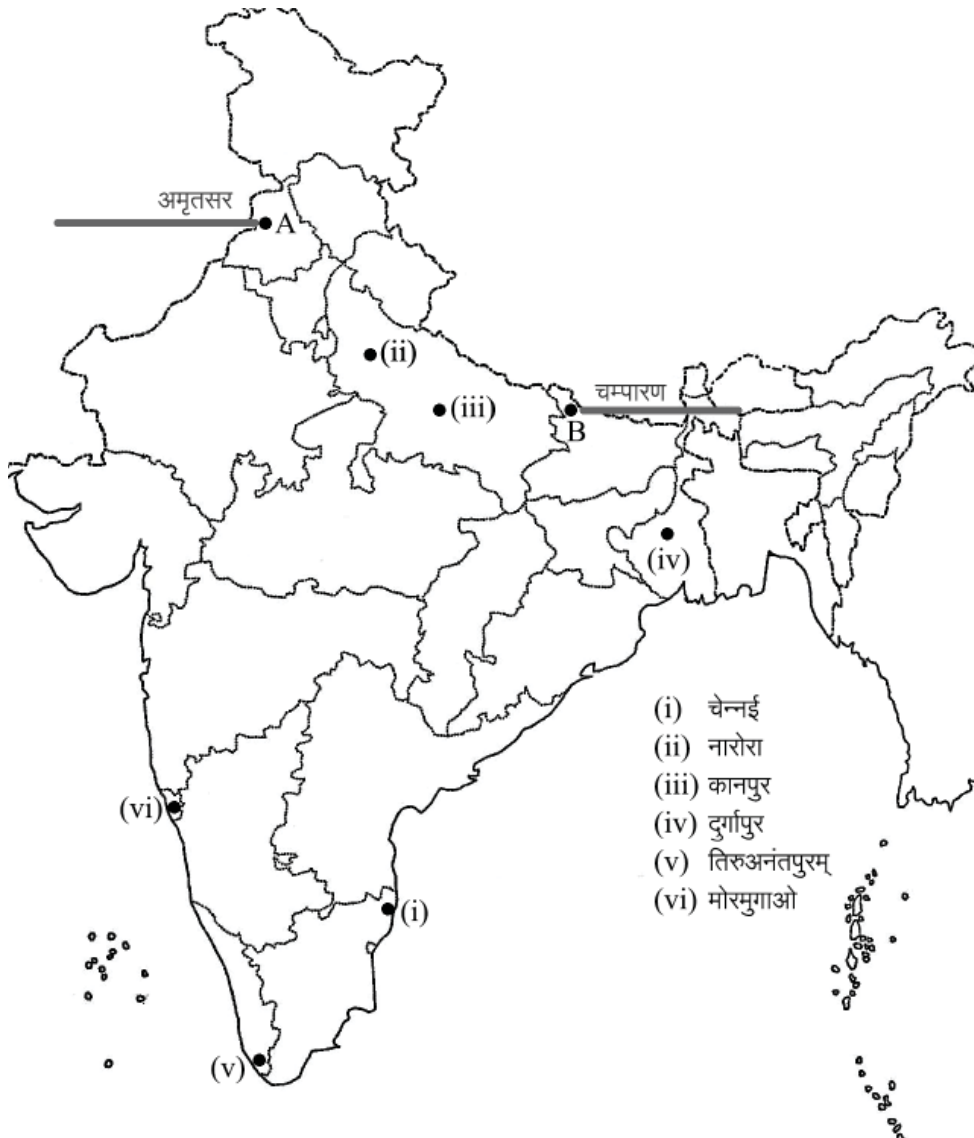 अमृतसर
A
(ii)
चम्पारण
(iii)
B
(iv)
(i) चेन्नई
(ii) नारोरा
(iii) कानपुर
(iv) दुर्गापुर
(v) तिरुअनंतपुरम्
(vi) मोरमुगाओ
(vi)
(i)
(v)